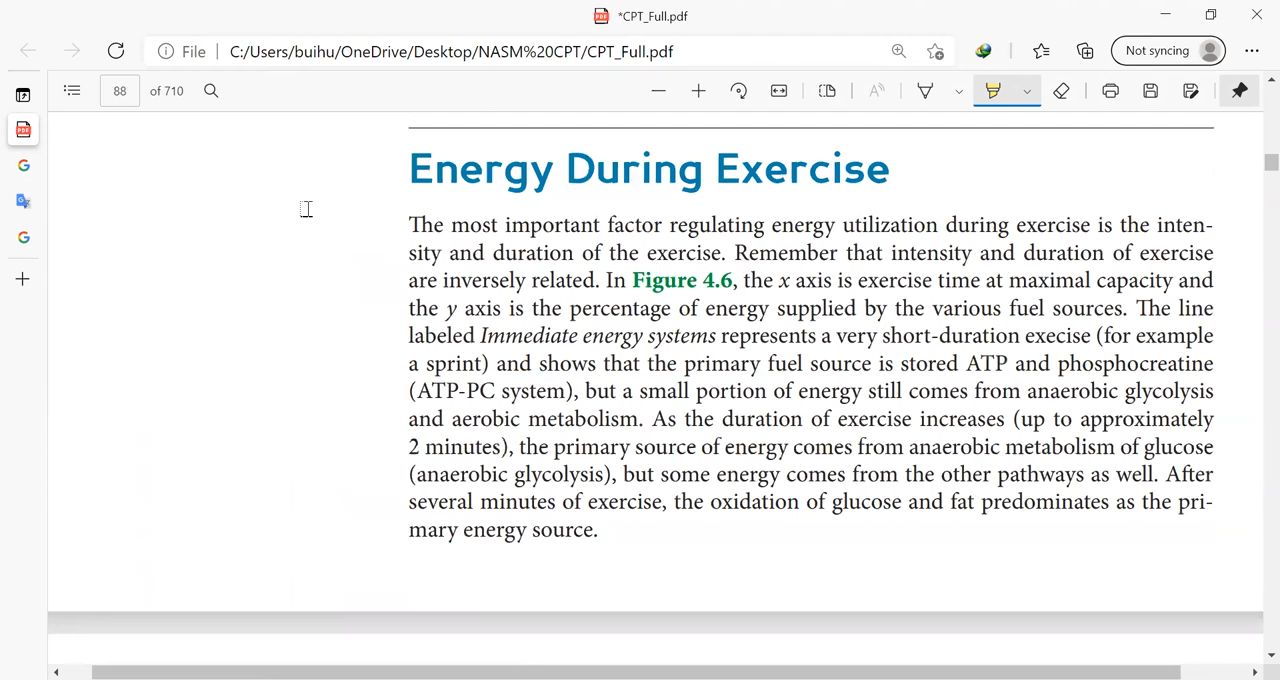 *CPT_Full.pdf
File C:/Users/buihu/OneDrive/Desktop/NASM%20CPT/CPT_Full.pdf Not syncing
88 of 710
Energy During Exercise
The most important factor regulating energy utilization during exercise is the inten-
sity and duration of the exercise. Remember that intensity and duration of exercise
are inversely related. In Figure 4.6, the x axis is exercise time at maximal capacity and
the y axis is the percentage of energy supplied by the various fuel sources. The line
labeled Immediate energy systems represents a very short-duration execise (for example
a sprint) and shows that the primary fuel source is stored ATP and phosphocreatine
(ATP-PC system), but a small portion of energy still comes from anaerobic glycolysis
and aerobic metabolism. As the duration of exercise increases (up to approximately
2 minutes), the primary source of energy comes from anaerobic metabolism of glucose
(anaerobic glycolysis), but some energy comes from the other pathways as well. After
several minutes of exercise, the oxidation of glucose and fat predominates as the pri-
mary energy source.